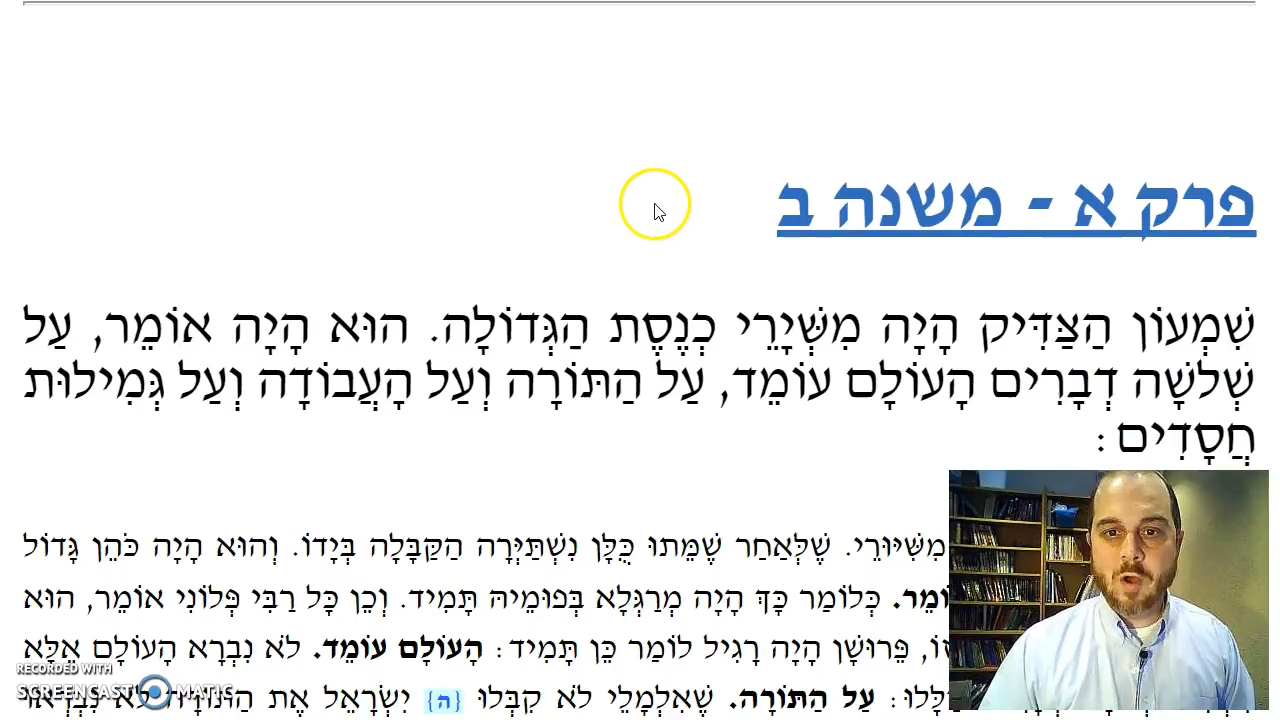 פרק א - משנה ב
שִׁמְעוֹן הַצַּדִּיק הָיָה מִשְּׁיָרֵי כְנֶסֶת הַגְּדוֹלָה. הוּא הָיָה אוֹמֵר, עַל
שְׁלשָׁה דְבָרִים הָעוֹלָם עוֹמֵד, עַל הַתּוֹרָה וְעַל הָעֲבוֹדָה וְעַל גְּמִילוּת
חֲסָדִים:
מִשִּׁיּוּרֵי. שֶׁלְּאַחַר שֶׁמֵּתוּ כֻּלָּן נִשְׁתַּיְּרָה הַקַּבָּלָה בְּיָדוֹ. וְהוּא הָיָה כֹּהֵן גָּדוֹל
כְּלוֹמַר כָּךְ הָיָה מְרַגְּלָא בְּפוּמֵיהּ תָּמִיד. וְכֵן כָּל רַבִּי פְּלוֹנִי אוֹמֵר, הוּא
פֵּרוּשָׁן הָיָה רָגִיל לוֹמַר כֵּן תָּמִיד: הָעוֹלָם עוֹמֵד. לֹא נִבְרָא הָעוֹלָם אֶלָּא
עַל הַתּוֹרָה. שֶׁאִלְמָלֵי לֹא קִבְּלוּ {ה} יִשְׂרָאֵל אֶת הַתּוֹרָה לֹא
RECORDED WITH
SCREENCAST MATIC